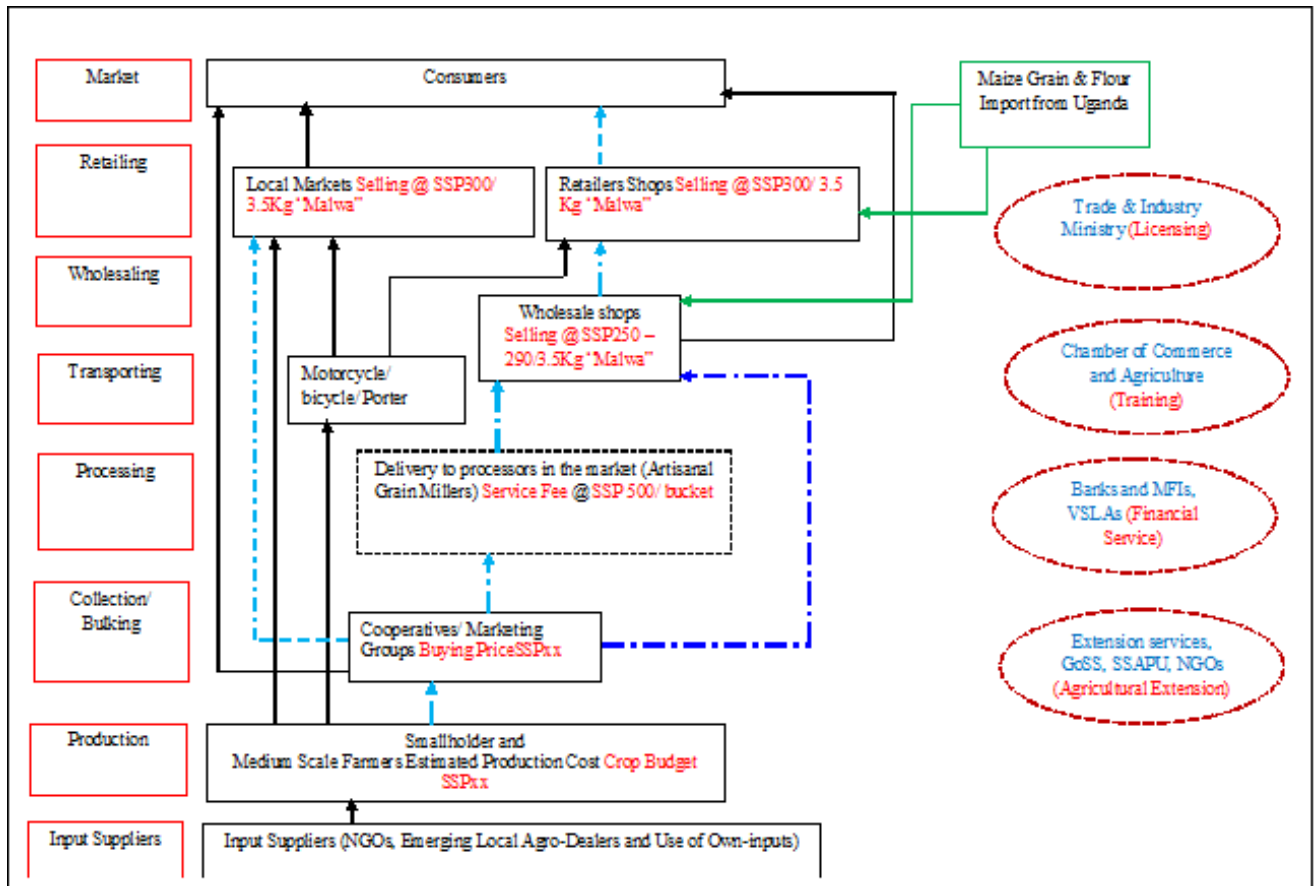 Market
Consumers
Maize Grain & Flour
Import from Uganda
Retailing
Local Markets Selling @ SSP300/
3.5Kg "Malwa"
Retailers Shops Selling @SSP300/ 3.5
Kg "Malwa"
Trade & Industry
Ministry (Licensing)
Wholesaling
Wholesale shops
Selling @SSP250 –
290/3.5Kg "Malwa"
Transporting
Motorcycle/
bicycle/Porter
Chamber of Commerce
and Agriculture
(Training)
Processing
Delivery to processors in the market (Artisanal
Grain Millers) Service Fee @SSP 500/ bucket
Banks and MFIs,
VSLAs (Financial
Service)
Collection/
Bulking
Cooperatives/ Marketing
Groups Buying PriceSSPxx
Extension services,
GoSS, SSAPU, NGOs
(Agricultural Extension)
Production
Smallholder and
Medium Scale Farmers Estimated Production Cost Crop Budget
SSPxx
Input Suppliers
Input Suppliers (NGOs, Emerging Local Agro-Dealers and Use of Own-inputs)